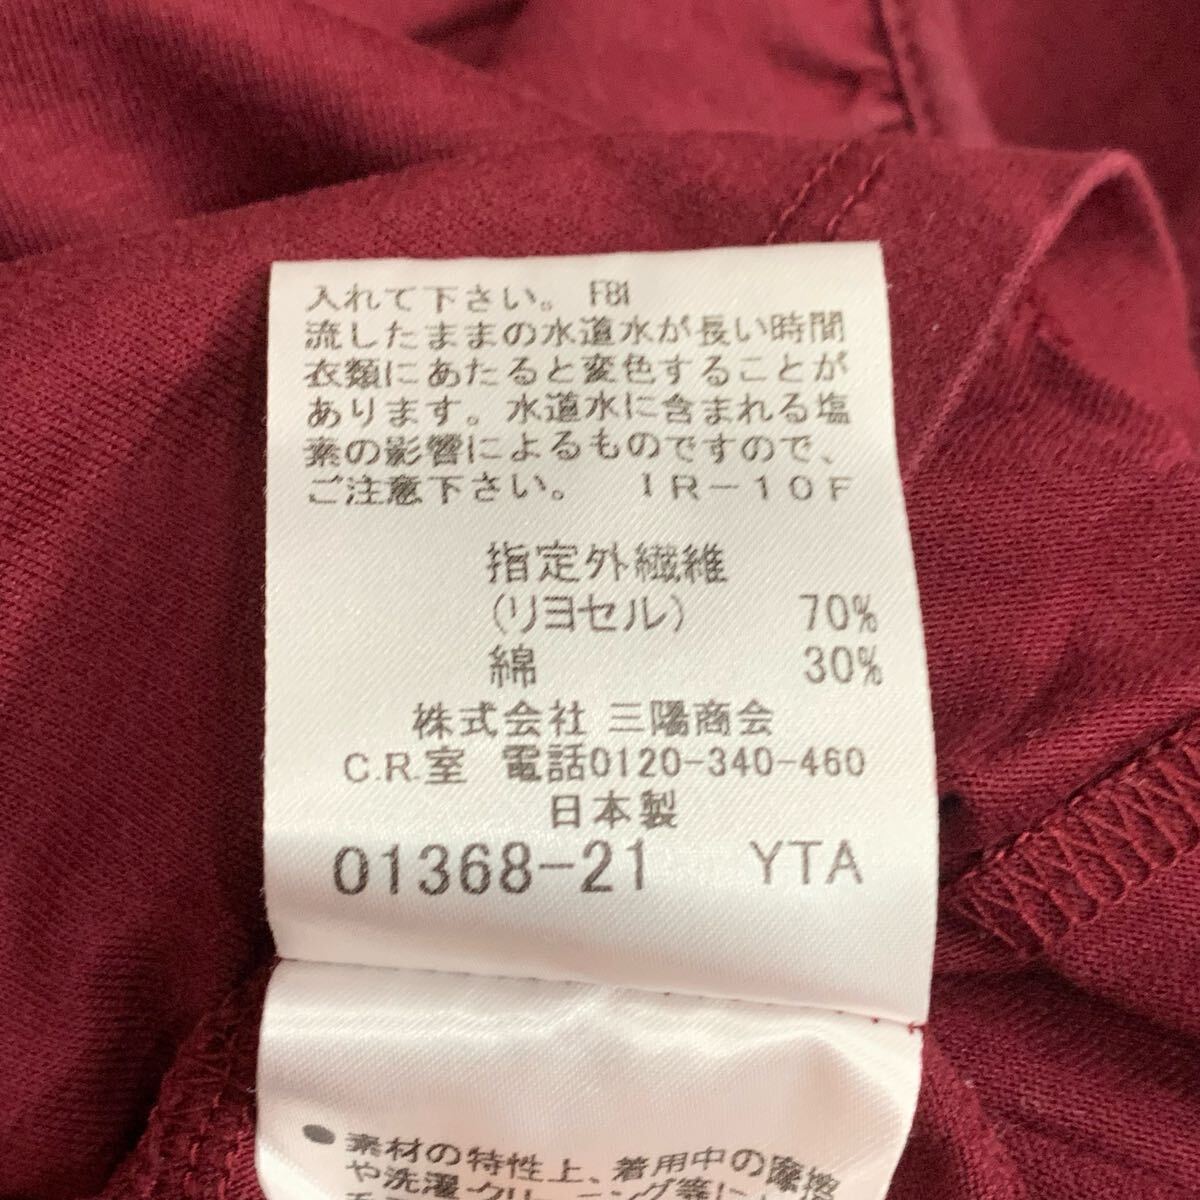 入れて下さい。 FB1
流したままの水道水が長い時間
衣類にあたると変色することが
あります。水道水に含まれる塩
素の影響によるものですので、
ご注意下さい。 IR-10F
指定外繊維
(リヨセル) 70%
綿 30%
株式会社 三陽商会
C.R.室 電話0120-340-460
日本製
01368-21 YTA
●素材の特性上、着用中の摩擦
や洗濯・クリーニング等によ